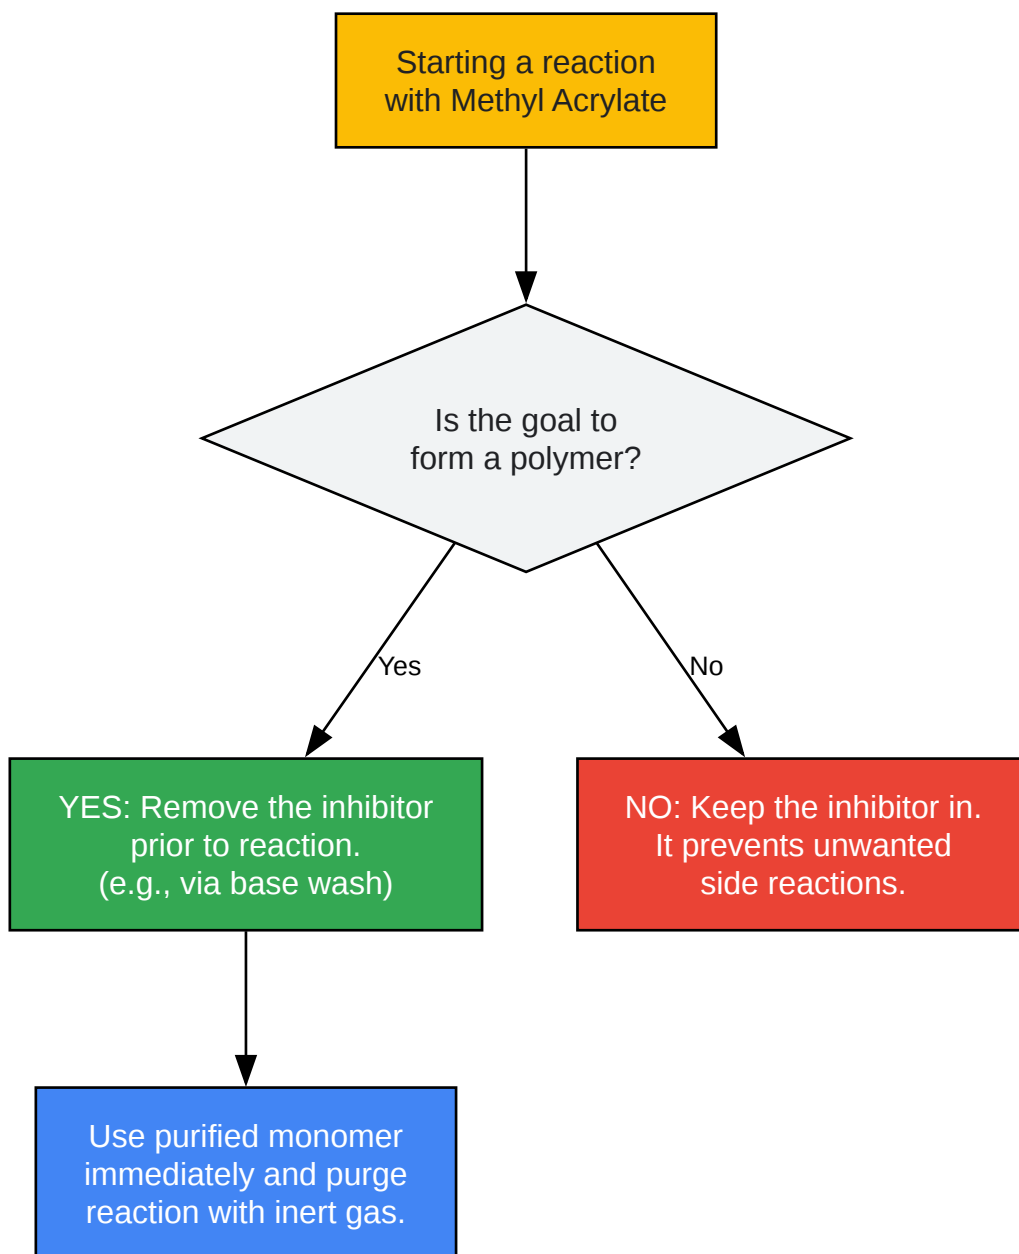 Starting a reaction
with Methyl Acrylate
Is the goal to
form a polymer?
Yes
No
YES: Remove the inhibitor
prior to reaction.
(e.g., via base wash)
NO: Keep the inhibitor in.
It prevents unwanted
side reactions.
Use purified monomer
immediately and purge
reaction with inert gas.